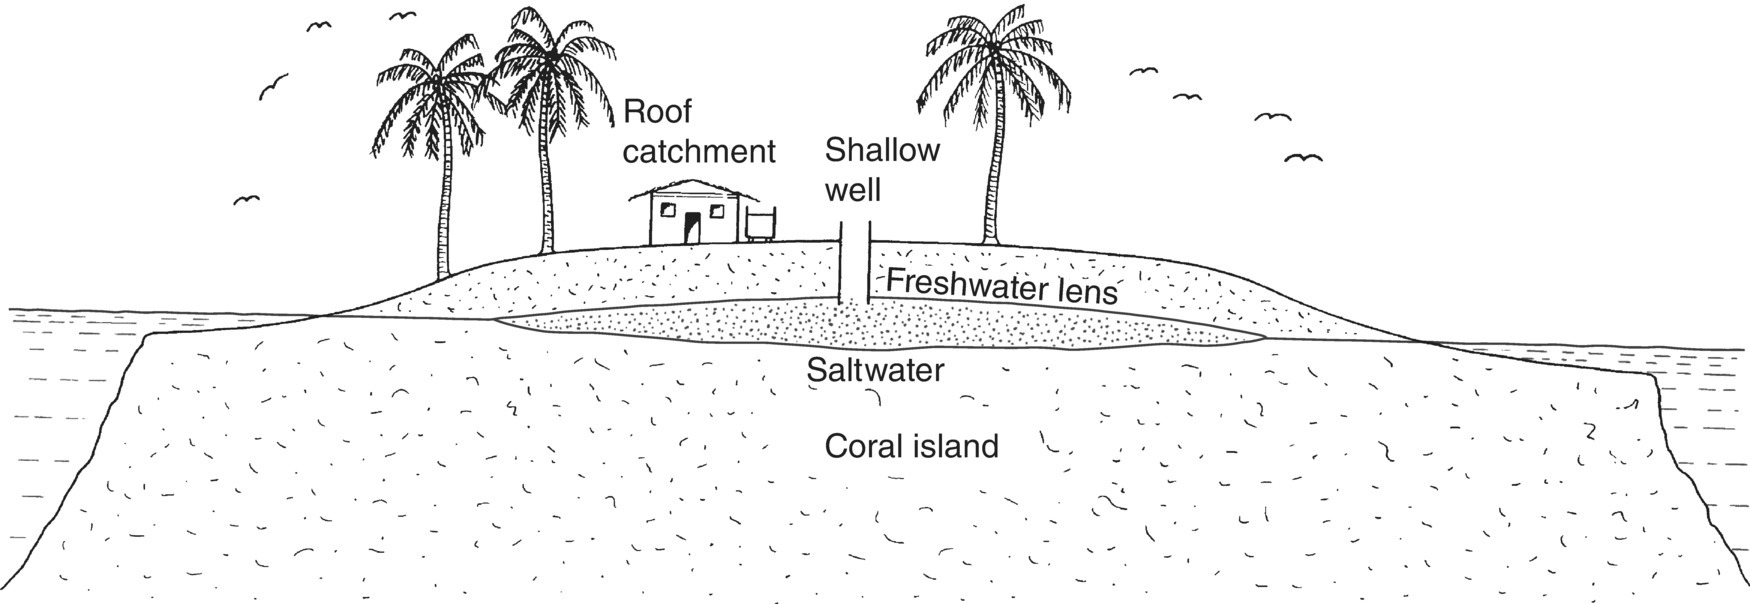 Roof
catchment
Shallow
well
Freshwater lens
Saltwater
Coral island